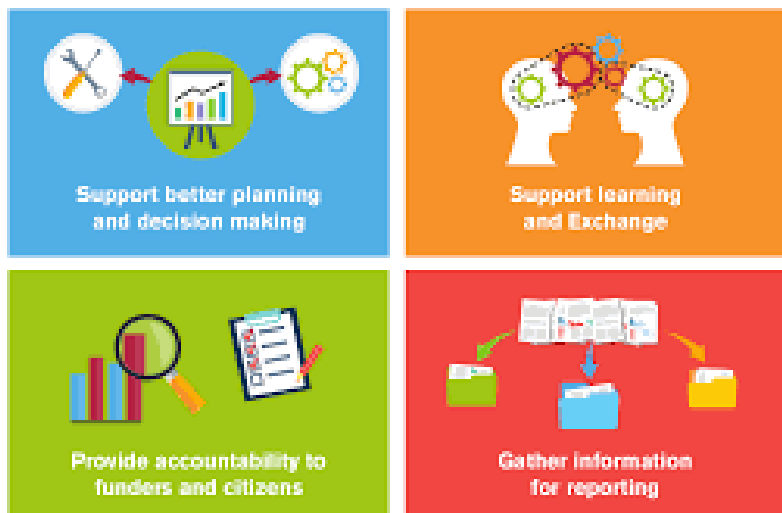 Support better planning
and decision making
Support learning
and Exchange
Provide accountability to
funders and citizens
Gather information
for reporting